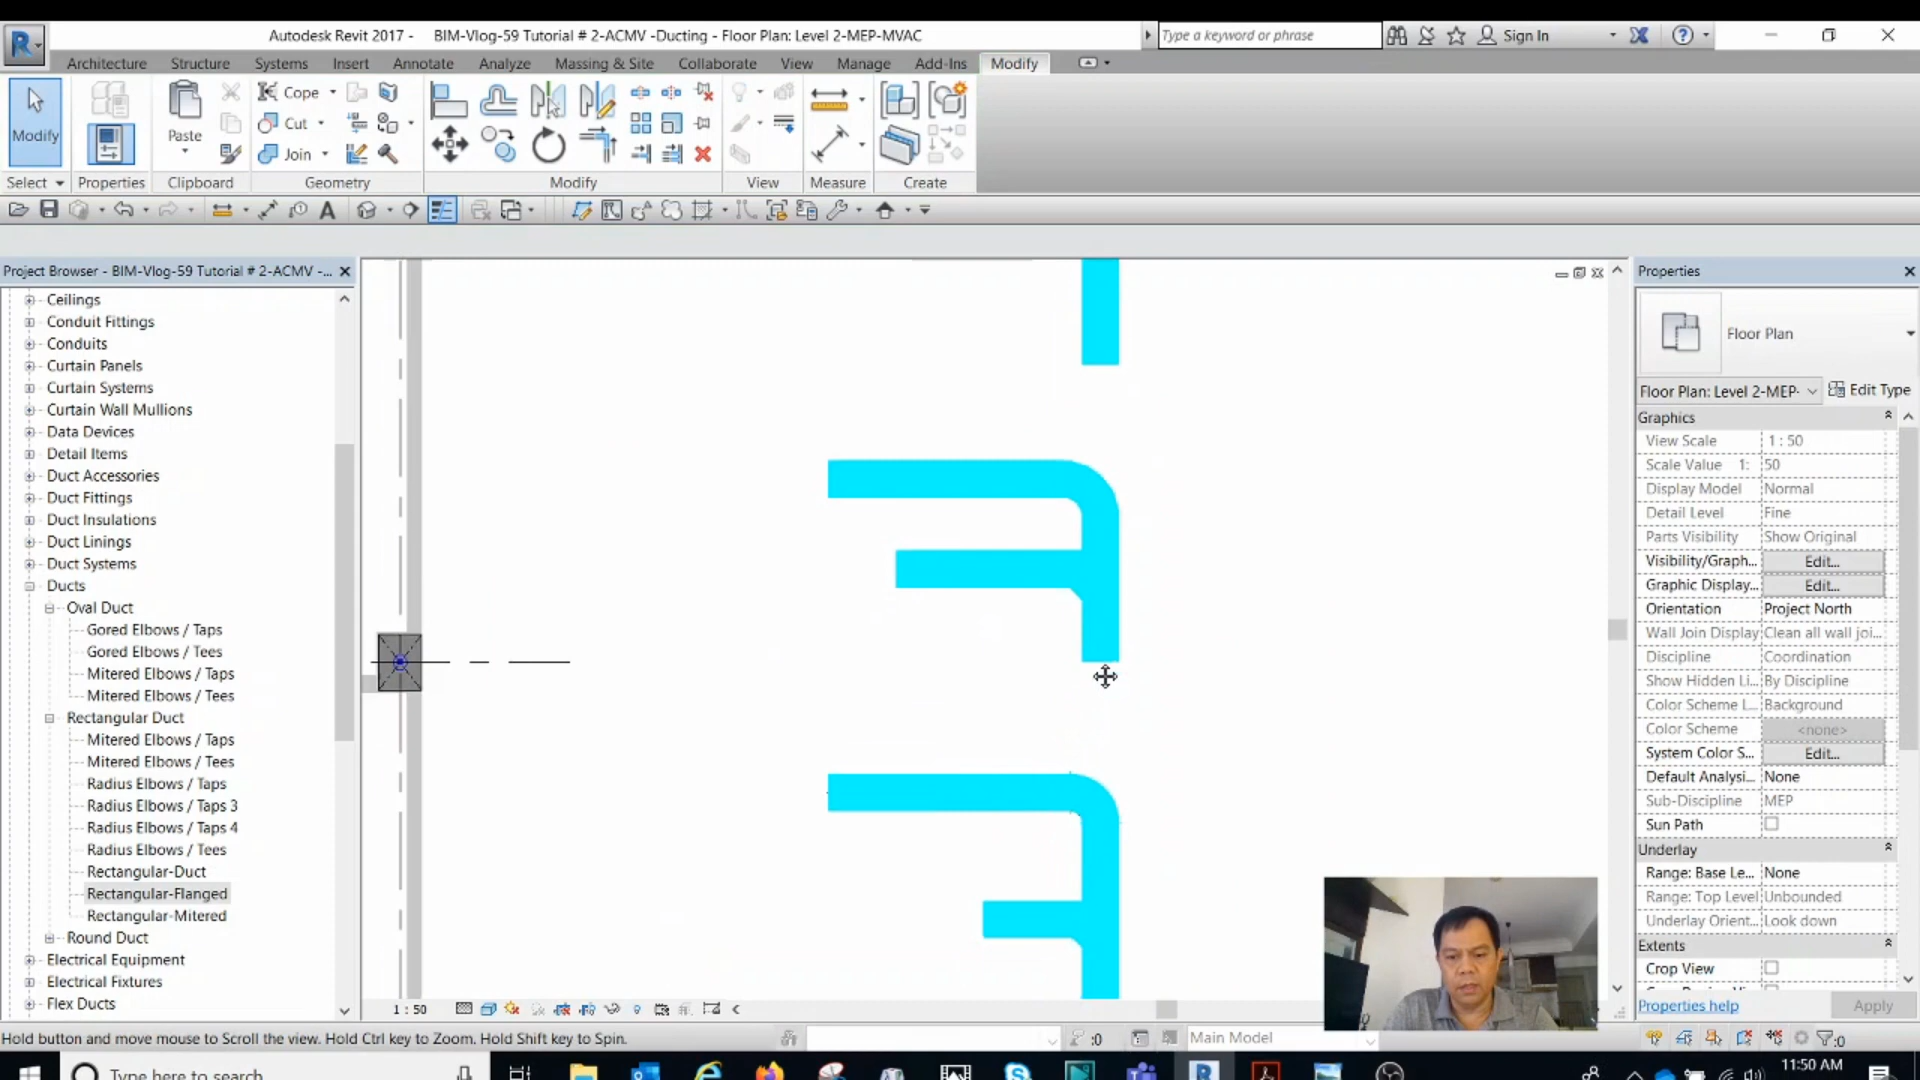 Autodesk Revit 2017 - BIM-Vlog-59 Tutorial # 2-ACMV -Ducting - Floor Plan: Level 2-MEP-MVAC
Type a keyword or phrase
Sign In
Architecture Structure Systems Insert Annotate Analyze Massing & Site Collaborate View Manage Add-Ins Modify
Modify
Paste
Cope
Cut
Join
Select Properties Clipboard Geometry Modify View Measure Create
Project Browser - BIM-Vlog-59 Tutorial # 2-ACMV -...
Ceilings
Conduit Fittings
Conduits
Curtain Panels
Curtain Systems
Curtain Wall Mullions
Data Devices
Detail Items
Duct Accessories
Duct Fittings
Duct Insulations
Duct Linings
Duct Systems
Ducts
Oval Duct
Gored Elbows / Taps
Gored Elbows / Tees
Mitered Elbows / Taps
Mitered Elbows / Tees
Rectangular Duct
Mitered Elbows / Taps
Mitered Elbows / Tees
Radius Elbows / Taps
Radius Elbows / Taps 3
Radius Elbows / Taps 4
Radius Elbows / Tees
Rectangular-Duct
Rectangular-Flanged
Rectangular-Mitered
Round Duct
Electrical Equipment
Electrical Fixtures
Flex Ducts
Properties
Floor Plan
Floor Plan: Level 2-MEP- Edit Type
Graphics
View Scale 1 : 50
Scale Value 1: 50
Display Model Normal
Detail Level Fine
Parts Visibility Show Original
Visibility/Graph... Edit...
Graphic Display... Edit...
Orientation Project North
Wall Join Display Clean all wall joi...
Discipline Coordination
Show Hidden Li... By Discipline
Color Scheme L... Background
Color Scheme <none>
System Color S... Edit...
Default Analysi... None
Sub-Discipline MEP
Sun Path
Underlay
Range: Base Le... None
Range: Top Level Unbounded
Underlay Orient... Look down
Extents
Crop View
Properties help Apply
1 : 50
Hold button and move mouse to Scroll the view. Hold Ctrl key to Zoom. Hold Shift key to Spin.
:0 Main Model :0
Type here to search
11:50 AM